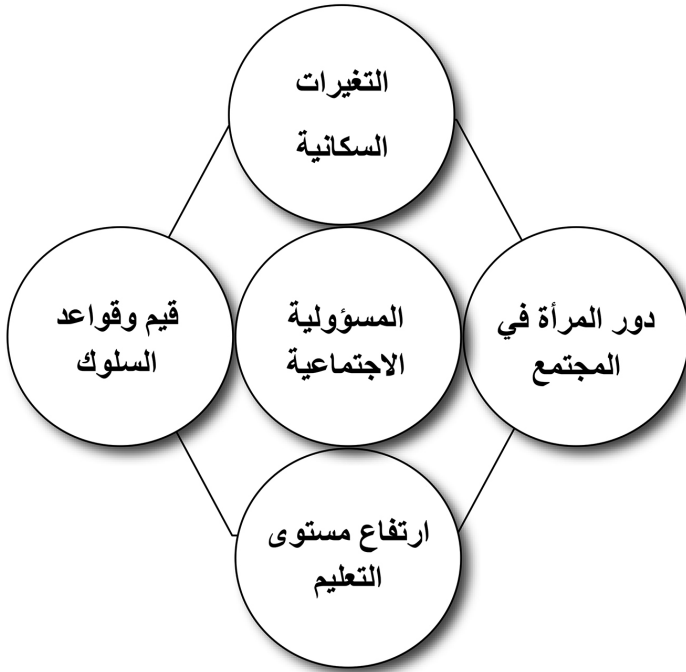 التغيرات
السكانية
دور المرأة في
المجتمع
المسؤولية
الاجتماعية
قيم وقواعد
السلوك
ارتفاع مستوى
التعليم